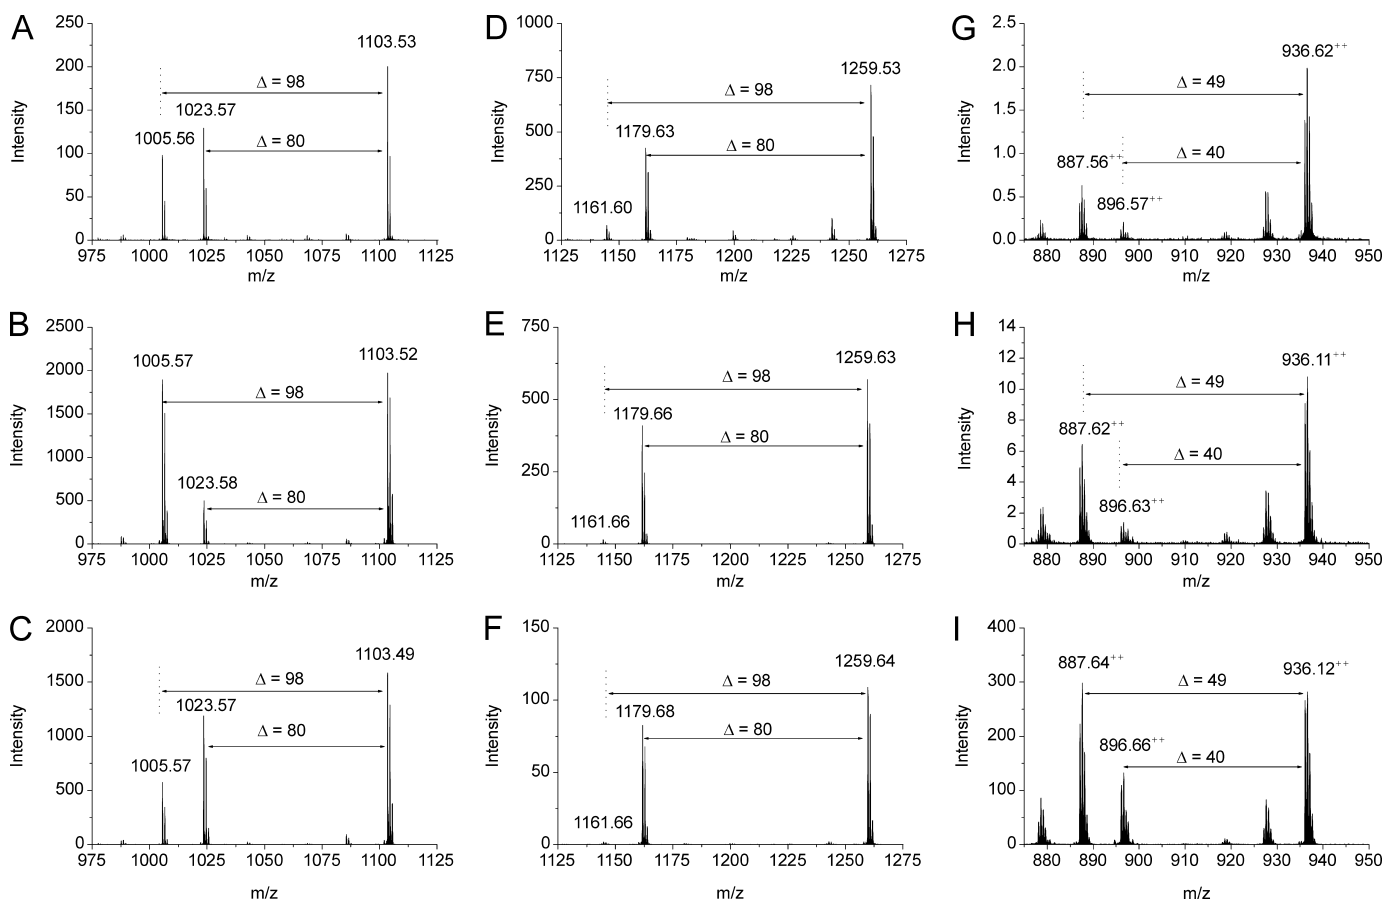 A
250
200
150
100
50
0
Intensity
1103.53
Δ = 98
1023.57
1005.56
Δ = 80
975 1000 1025 1050 1075 1100 1125
m/z
D
1000
750
500
250
0
Intensity
1259.53
Δ = 98
1179.63
Δ = 80
1161.60
1125 1150 1175 1200 1225 1250 1275
m/z
G
2.5
2.0
1.5
1.0
0.5
0.0
Intensity
936.62++
Δ = 49
887.56++
Δ = 40
896.57++
880 890 900 910 920 930 940 950
m/z
B
2500
2000
1500
1000
500
0
Intensity
1005.57
1103.52
Δ = 98
1023.58
Δ = 80
975 1000 1025 1050 1075 1100 1125
m/z
E
750
500
250
0
Intensity
1259.63
Δ = 98
1179.66
Δ = 80
1161.66
1125 1150 1175 1200 1225 1250 1275
m/z
H
14
12
10
8
6
4
2
0
Intensity
936.11++
Δ = 49
887.62++
Δ = 40
896.63++
880 890 900 910 920 930 940 950
m/z
C
2000
1500
1000
500
0
Intensity
1103.49
Δ = 98
1023.57
Δ = 80
1005.57
975 1000 1025 1050 1075 1100 1125
m/z
F
150
100
50
0
Intensity
1259.64
Δ = 98
1179.68
Δ = 80
1161.66
1125 1150 1175 1200 1225 1250 1275
m/z
I
400
300
200
100
0
Intensity
887.64++
936.12++
Δ = 49
896.66++
Δ = 40
880 890 900 910 920 930 940 950
m/z